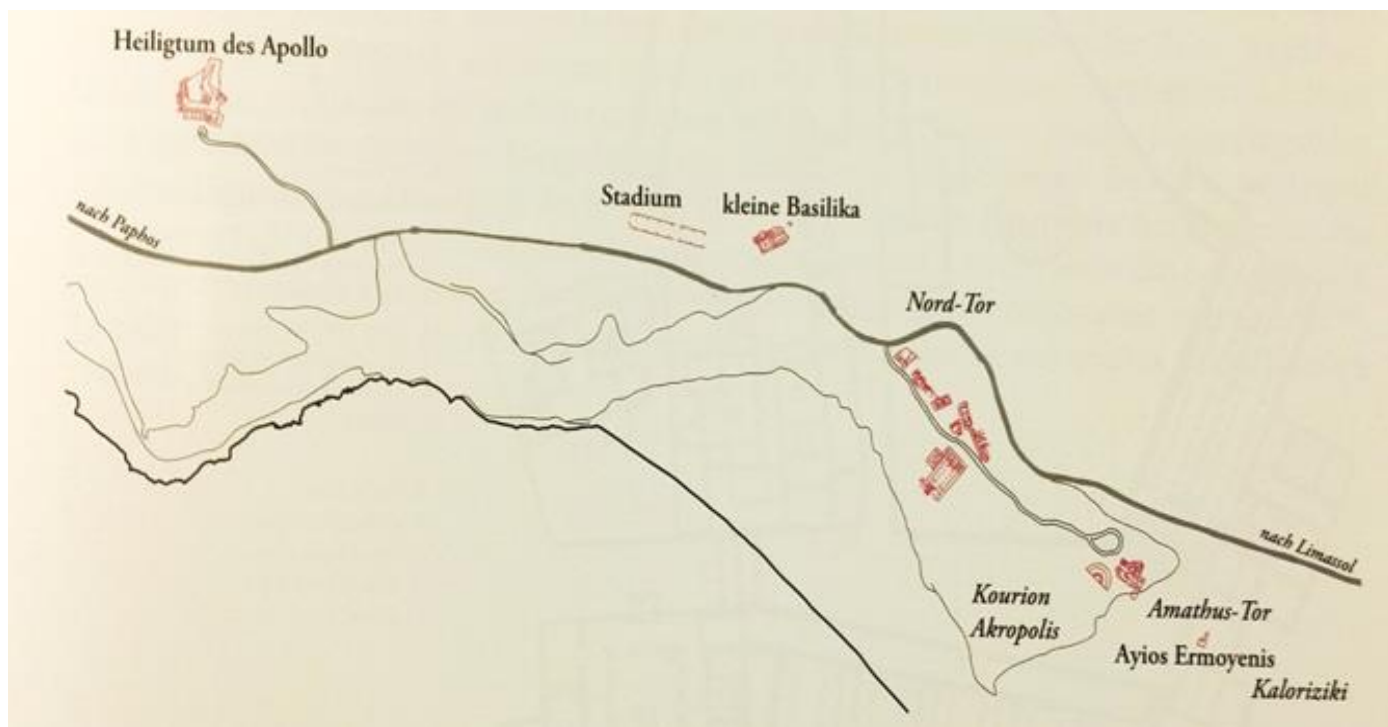 Heiligtum des Apollo
nach Paphos
Stadium
kleine Basilika
Nord-Tor
nach Limassol
Kourion
Akropolis
Amathus-Tor
Ayios Ermoyenis
Kaloriziki